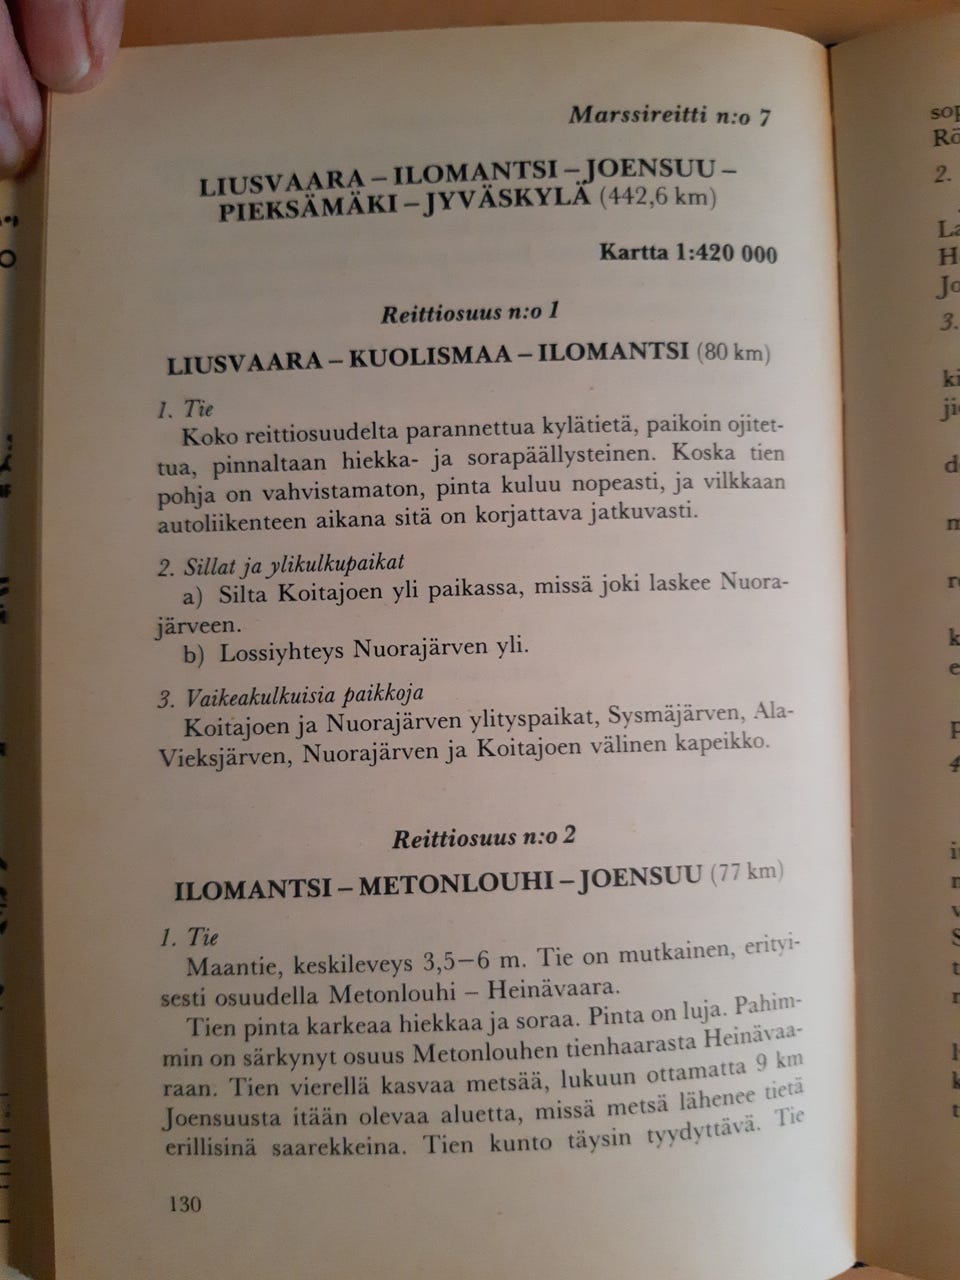 Marssireitti n:o 7
LIUSVAARA – ILOMANTSI – JOENSUU –
PIEKSÄMÄKI – JYVÄSKYLÄ (442,6 km)
Kartta 1:420 000
Reittiosuus n:o 1
LIUSVAARA – KUOLISMAA – ILOMANTSI (80 km)
1. Tie
Koko reittiosuudelta parannettua kylätietä, paikoin ojitet-
tua, pinnaltaan hiekka- ja sorapäällysteinen. Koska tien
pohja on vahvistamaton, pinta kuluu nopeasti, ja vilkkaan
autoliikenteen aikana sitä on korjattava jatkuvasti.
2. Sillat ja ylikulkupaikat
a) Silta Koitajoen yli paikassa, missä joki laskee Nuora-
järveen.
b) Lossiyhteys Nuorajärven yli.
3. Vaikeakulkuisia paikkoja
Koitajoen ja Nuorajärven ylityspaikat, Sysmäjärven, Ala-
Vieksjärven, Nuorajärven ja Koitajoen välinen kapeikko.
Reittiosuus n:o 2
ILOMANTSI – METONLOUHI – JOENSUU (77 km)
1. Tie
Maantie, keskileveys 3,5–6 m. Tie on mutkainen, erityi-
sesti osuudella Metonlouhi – Heinävaara.
Tien pinta karkeaa hiekkaa ja soraa. Pinta on luja. Pahim-
min on särkynyt osuus Metonlouhen tienhaarasta Heinävaa-
raan. Tien vierellä kasvaa metsää, lukuun ottamatta 9 km
Joensuusta itään olevaa aluetta, missä metsä lähenee tietä
erillisinä saarekkeina. Tien kunto täysin tyydyttävä. Tie
130
2.
3.